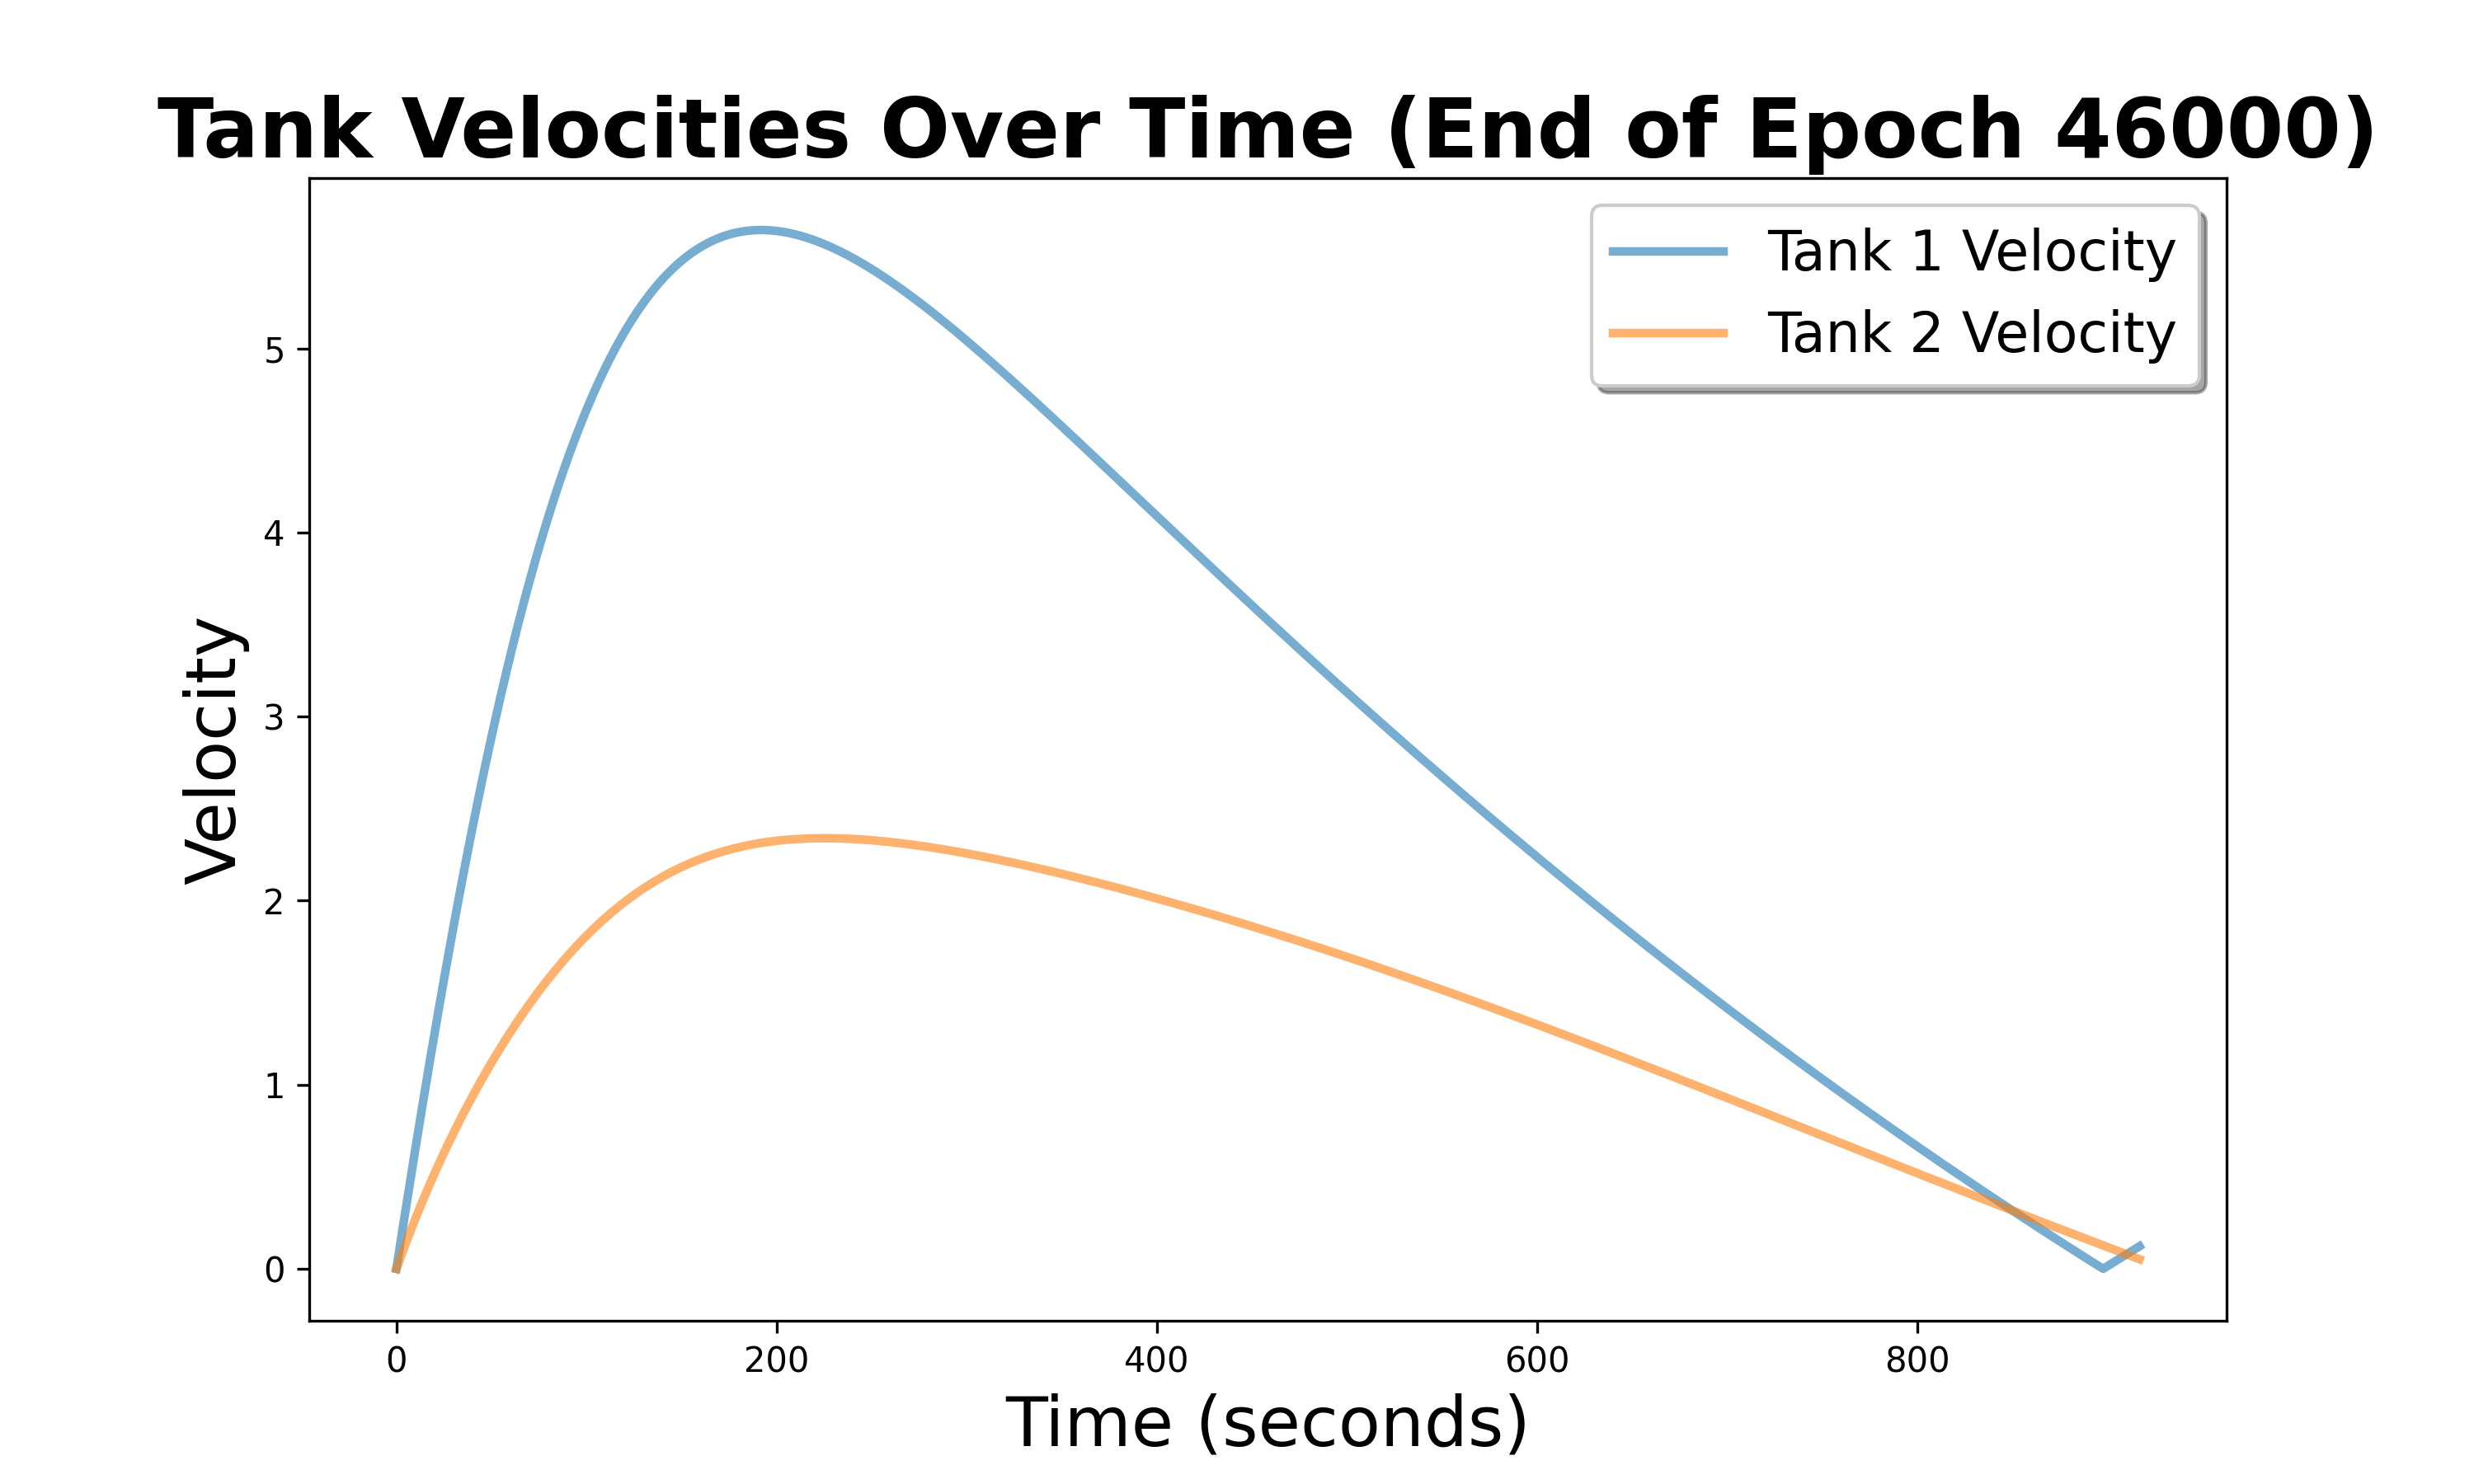 Tank Velocities Over Time (End of Epoch 46000)
Tank 1 Velocity
Tank 2 Velocity
Velocity
5
4
3
2
1
0
0 200 400 600 800
Time (seconds)